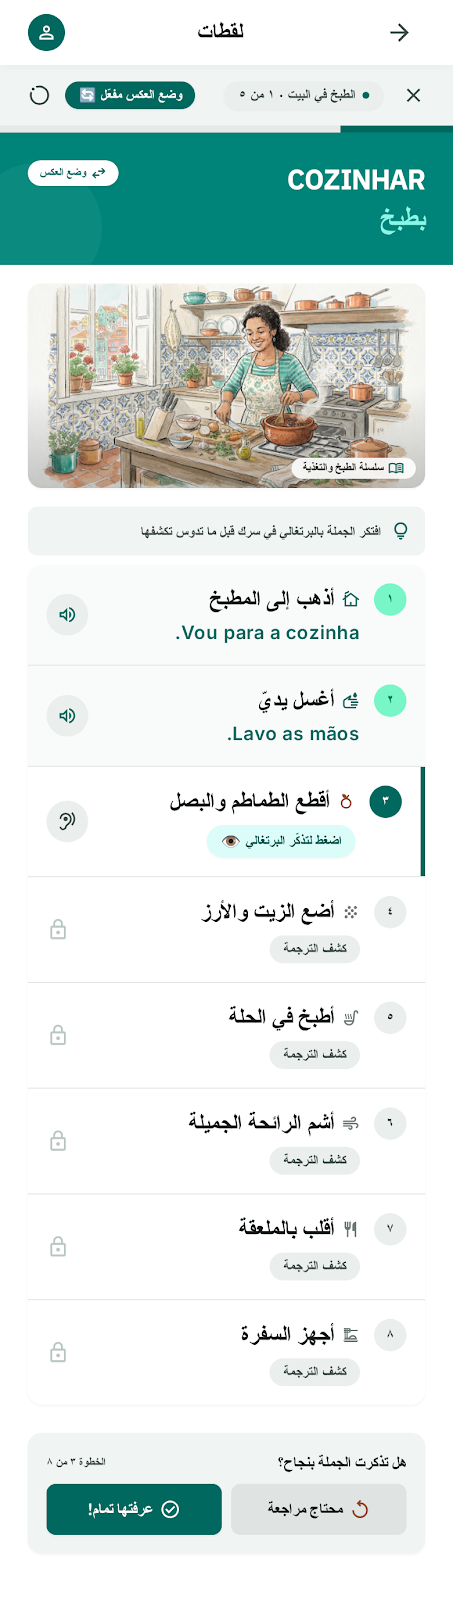 لقطات
الطبخ في البيت · ١ من ٥
وضع العكس مفعّل 🔄
COZINHAR
وضع العكس
بطبخ
سلسلة الطبخ والتغذية
افتكر الجملة بالبرتغالي في سرك قبل ما تدوس تكشفها
١
أذهب إلى المطبخ
Vou para a cozinha.
٢
أغسل يديّ
Lavo as mãos.
٣
أقطع الطماطم والبصل
اضغط لتذكّر البرتغالي 👁️
٤
أضع الزيت والأرز
كشف الترجمة
٥
أطبخ في الحلة
كشف الترجمة
٦
أشم الرائحة الجميلة
كشف الترجمة
٧
أقلب بالملعقة
كشف الترجمة
٨
أجهز السفرة
كشف الترجمة
هل تذكرت الجملة بنجاح؟
الخطوة ٣ من ٨
محتاج مراجعة
عرفتها تمام!